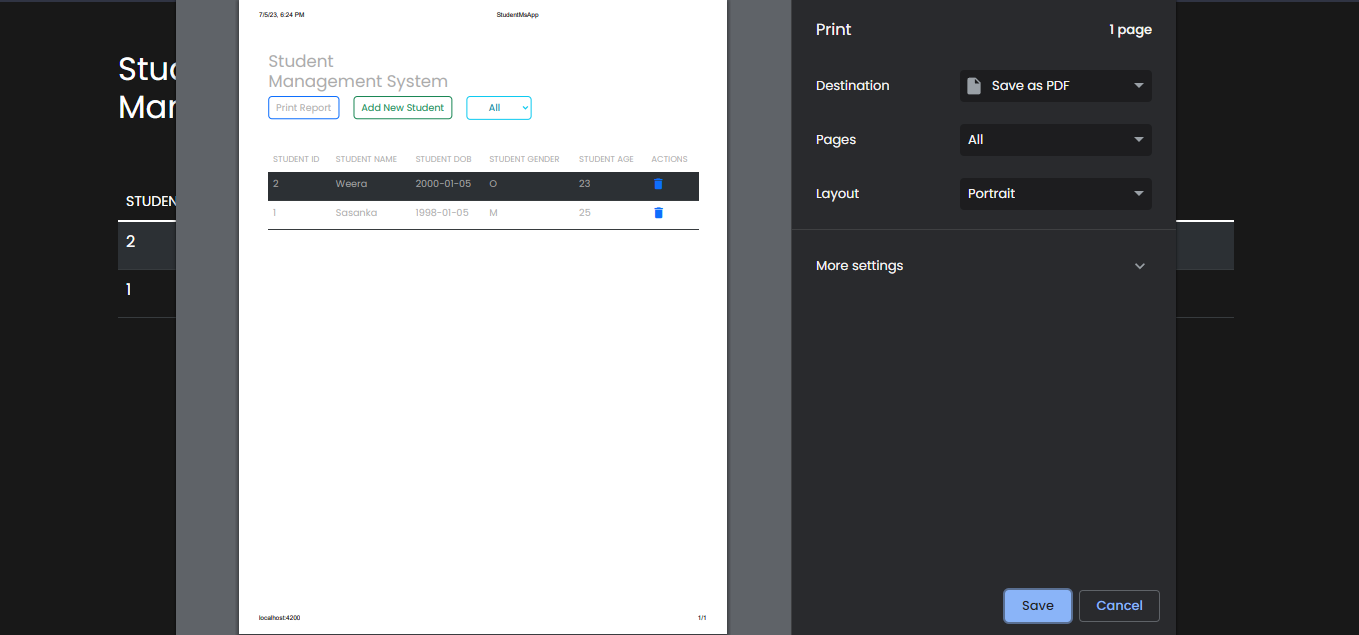 Stud
Man
STUDEN
2
1
7/5/23, 6:24 PM StudentMsApp
Student
Management System
Print Report Add New Student All
STUDENT ID STUDENT NAME STUDENT DOB STUDENT GENDER STUDENT AGE ACTIONS
2 Weera 2000-01-05 O 23
1 Sasanka 1998-01-05 M 25
localhost:4200 1/1
Print 1 page
Destination Save as PDF
Pages All
Layout Portrait
More settings
Save Cancel